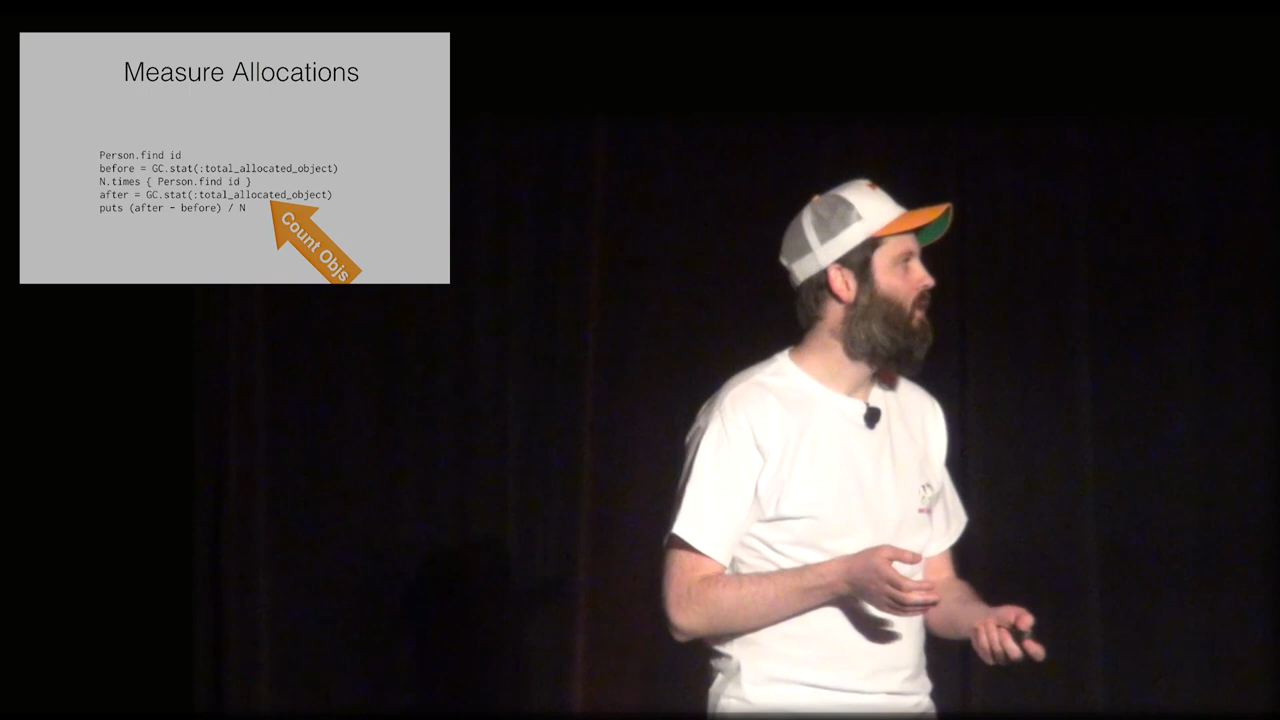 Measure Allocations
Person.find id
before = GC.stat(:total_allocated_object)
N.times { Person.find id }
after = GC.stat(:total_allocated_object)
puts (after - before) / N
Count Objs